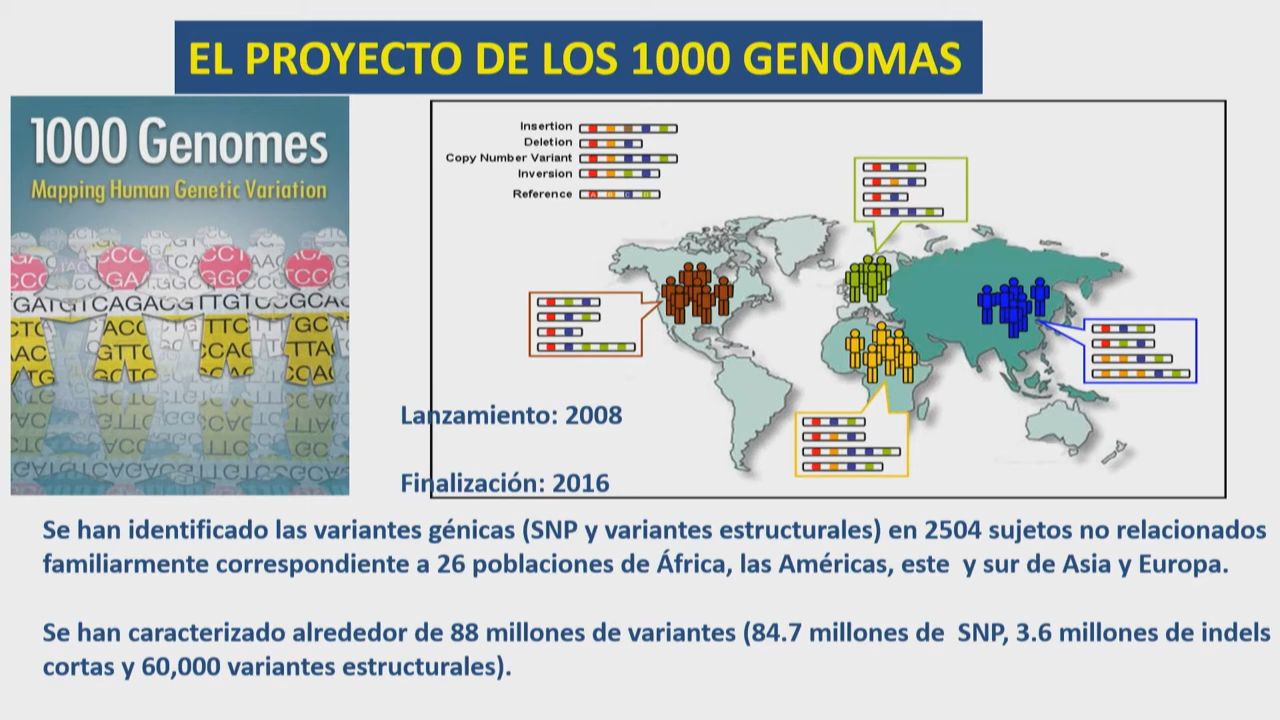 EL PROYECTO DE LOS 1000 GENOMAS
1000 Genomes
Mapping Human Genetic Variation
GATGTCAGACGTTGTCCGCAC
Insertion
Deletion
Copy Number Variant
Inversion
Reference
Lanzamiento: 2008
Finalización: 2016
Se han identificado las variantes génicas (SNP y variantes estructurales) en 2504 sujetos no relacionados
familiarmente correspondiente a 26 poblaciones de África, las Américas, este y sur de Asia y Europa.
Se han caracterizado alrededor de 88 millones de variantes (84.7 millones de SNP, 3.6 millones de indels
cortas y 60,000 variantes estructurales).